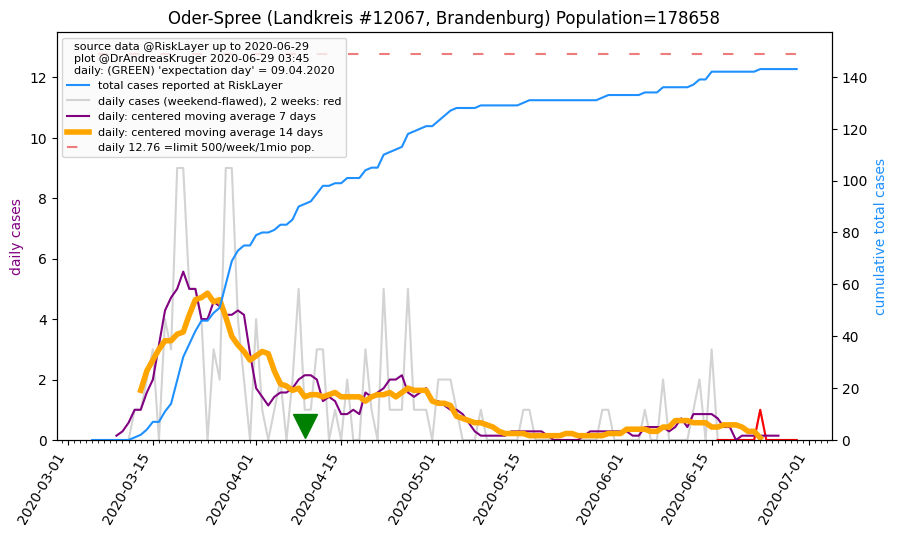 Oder-Spree (Landkreis #12067, Brandenburg) Population=178658
source data @RiskLayer up to 2020-06-29
plot @DrAndreasKruger 2020-06-29 03:45
daily: (GREEN) 'expectation day' = 09.04.2020
total cases reported at RiskLayer
daily cases (weekend-flawed), 2 weeks: red
daily: centered moving average 7 days
daily: centered moving average 14 days
daily 12.76 =limit 500/week/1mio pop.
daily cases
12
10
8
6
4
2
0
140
120
100
80
60
40
20
0
cumulative total cases
2020-03-01
2020-03-15
2020-04-01
2020-04-15
2020-05-01
2020-05-15
2020-06-01
2020-06-15
2020-07-01